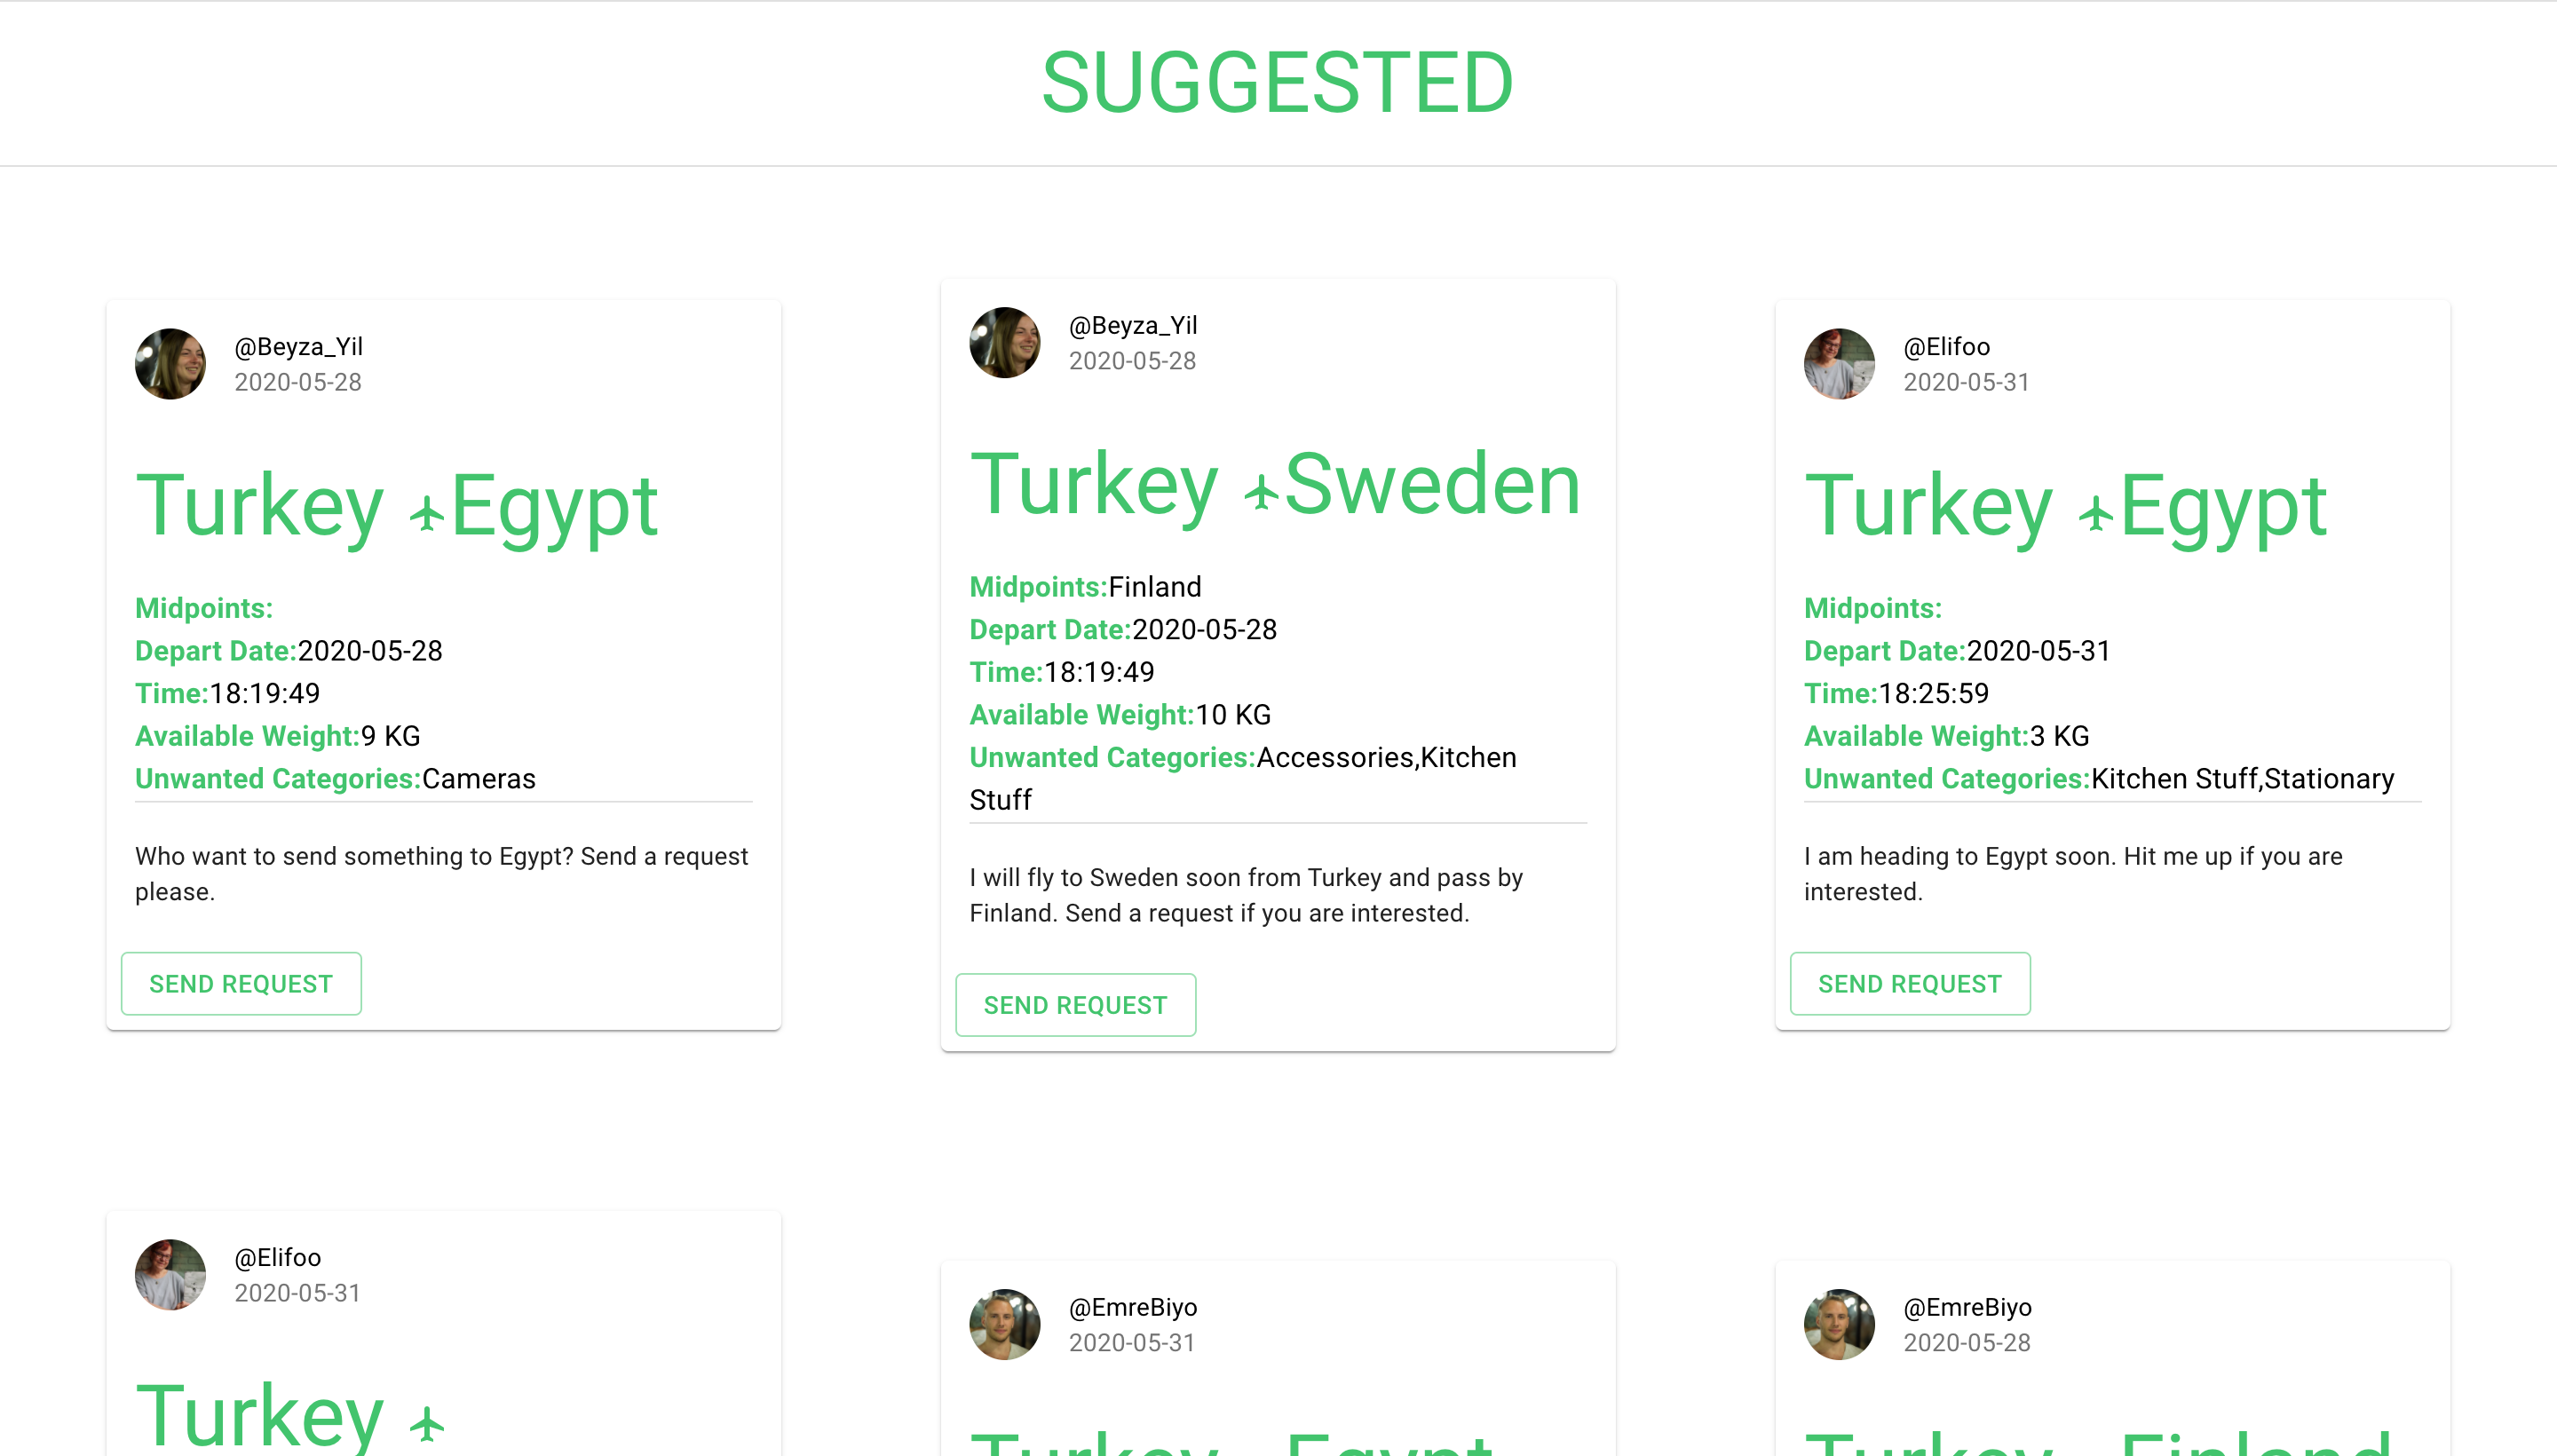 SUGGESTED
@Beyza_Yil
2020-05-28
Turkey Egypt
Midpoints:
Depart Date:2020-05-28
Time:18:19:49
Available Weight:9 KG
Unwanted Categories:Cameras
Who want to send something to Egypt? Send a request
please.
SEND REQUEST
@Beyza_Yil
2020-05-28
Turkey Sweden
Midpoints:Finland
Depart Date:2020-05-28
Time:18:19:49
Available Weight:10 KG
Unwanted Categories:Accessories,Kitchen
Stuff
I will fly to Sweden soon from Turkey and pass by
Finland. Send a request if you are interested.
SEND REQUEST
@Elifoo
2020-05-31
Turkey Egypt
Midpoints:
Depart Date:2020-05-31
Time:18:25:59
Available Weight:3 KG
Unwanted Categories:Kitchen Stuff,Stationary
I am heading to Egypt soon. Hit me up if you are
interested.
SEND REQUEST
@Elifoo
2020-05-31
Turkey
@EmreBiyo
2020-05-31
Turkey Egypt
@EmreBiyo
2020-05-28
Turkey Finland